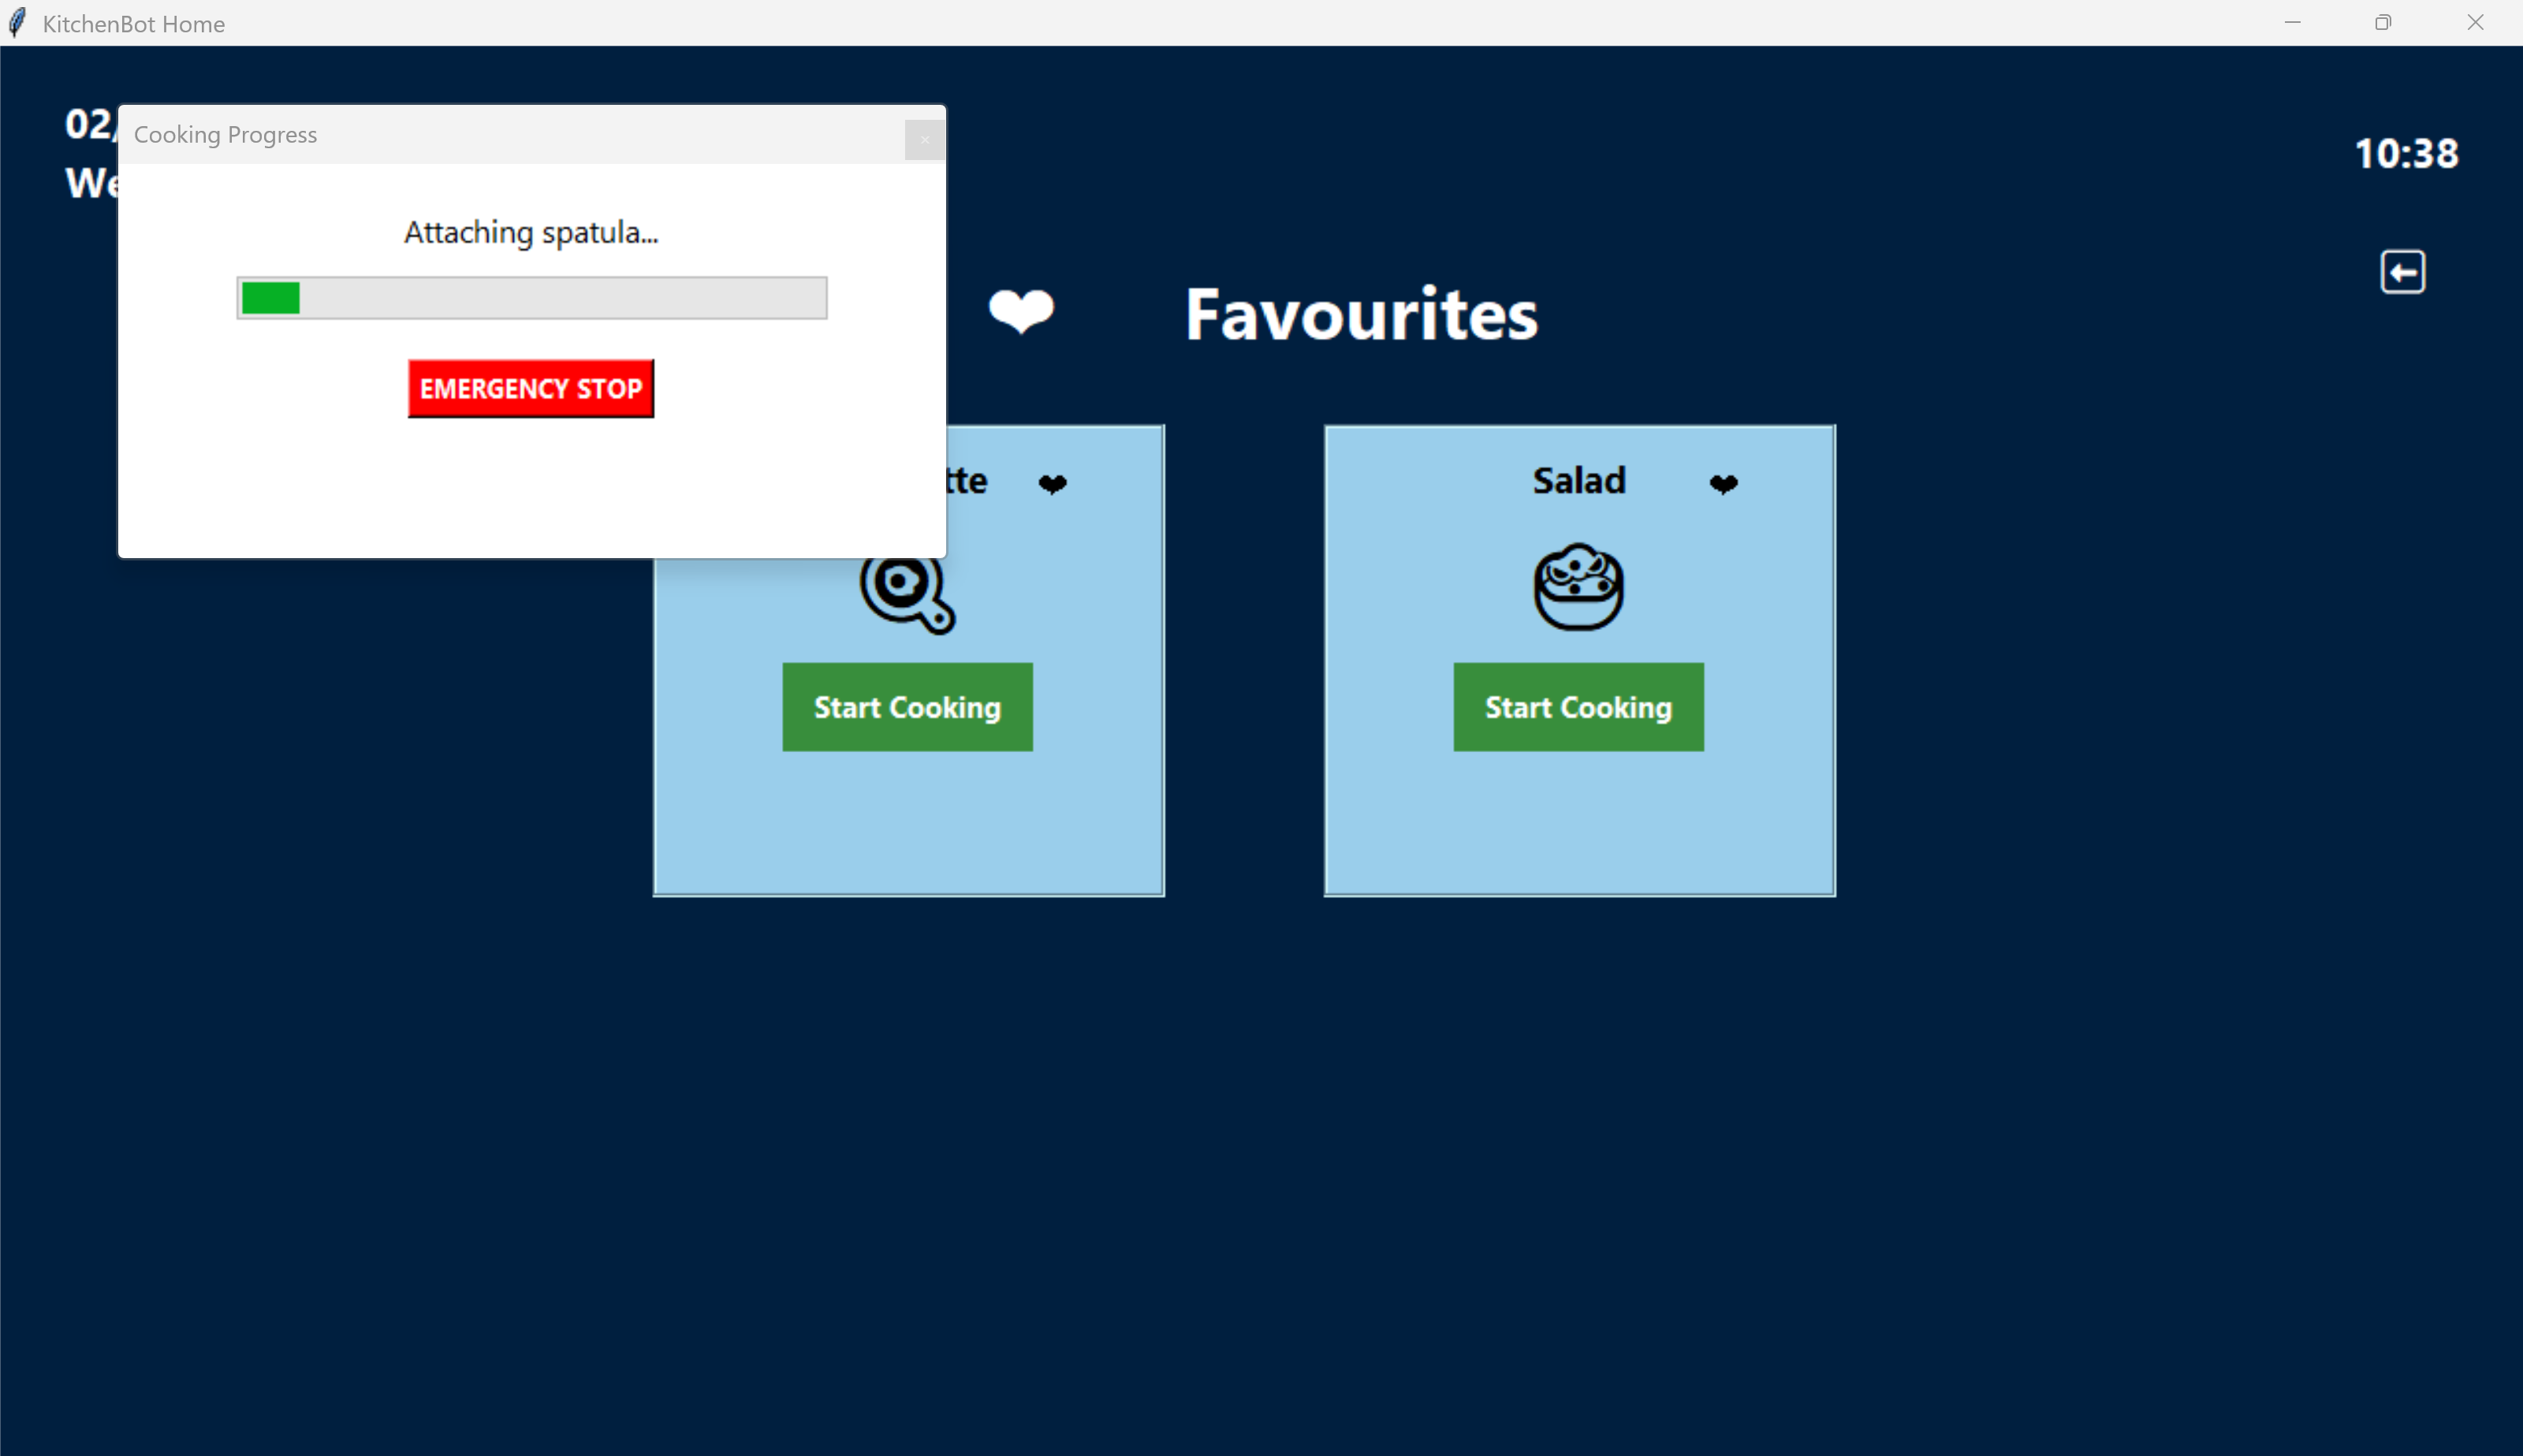 KitchenBot Home
02/
We
10:38
Cooking Progress
Attaching spatula...
EMERGENCY STOP
Favourites
tte
Salad
Start Cooking
Start Cooking